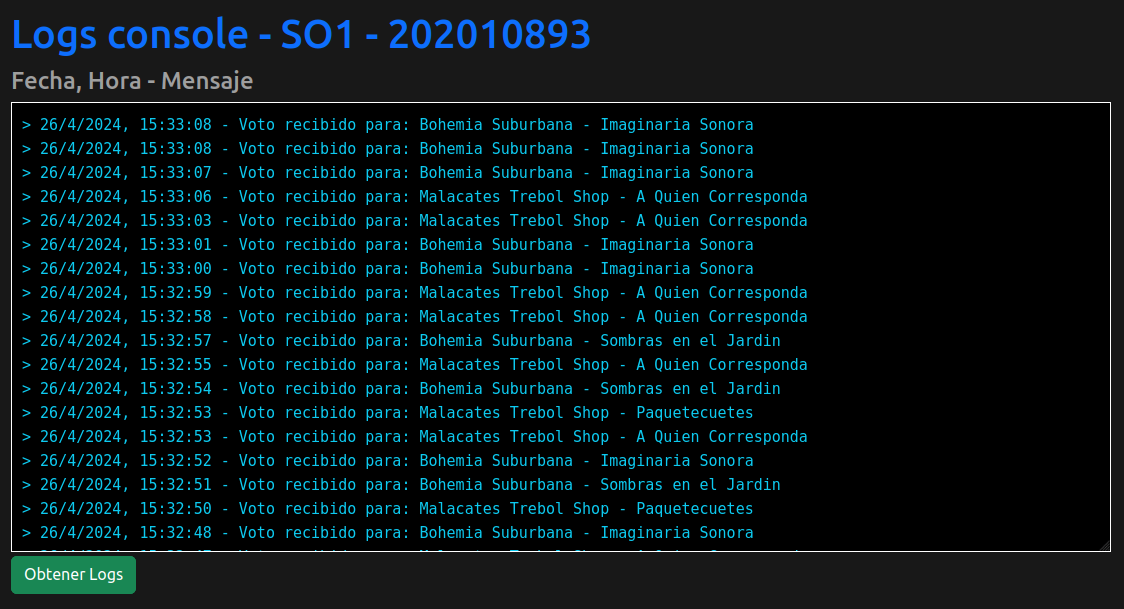 Logs console - SO1 - 202010893
Fecha, Hora - Mensaje
> 26/4/2024, 15:33:08 - Voto recibido para: Bohemia Suburbana - Imaginaria Sonora
> 26/4/2024, 15:33:08 - Voto recibido para: Bohemia Suburbana - Imaginaria Sonora
> 26/4/2024, 15:33:07 - Voto recibido para: Bohemia Suburbana - Imaginaria Sonora
> 26/4/2024, 15:33:06 - Voto recibido para: Malacates Trebol Shop - A Quien Corresponda
> 26/4/2024, 15:33:03 - Voto recibido para: Malacates Trebol Shop - A Quien Corresponda
> 26/4/2024, 15:33:01 - Voto recibido para: Bohemia Suburbana - Imaginaria Sonora
> 26/4/2024, 15:33:00 - Voto recibido para: Bohemia Suburbana - Imaginaria Sonora
> 26/4/2024, 15:32:59 - Voto recibido para: Malacates Trebol Shop - A Quien Corresponda
> 26/4/2024, 15:32:58 - Voto recibido para: Malacates Trebol Shop - A Quien Corresponda
> 26/4/2024, 15:32:57 - Voto recibido para: Bohemia Suburbana - Sombras en el Jardin
> 26/4/2024, 15:32:55 - Voto recibido para: Malacates Trebol Shop - A Quien Corresponda
> 26/4/2024, 15:32:54 - Voto recibido para: Bohemia Suburbana - Sombras en el Jardin
> 26/4/2024, 15:32:53 - Voto recibido para: Malacates Trebol Shop - Paquetecuetes
> 26/4/2024, 15:32:53 - Voto recibido para: Malacates Trebol Shop - A Quien Corresponda
> 26/4/2024, 15:32:52 - Voto recibido para: Bohemia Suburbana - Imaginaria Sonora
> 26/4/2024, 15:32:51 - Voto recibido para: Bohemia Suburbana - Sombras en el Jardin
> 26/4/2024, 15:32:50 - Voto recibido para: Malacates Trebol Shop - Paquetecuetes
> 26/4/2024, 15:32:48 - Voto recibido para: Bohemia Suburbana - Imaginaria Sonora
Obtener Logs